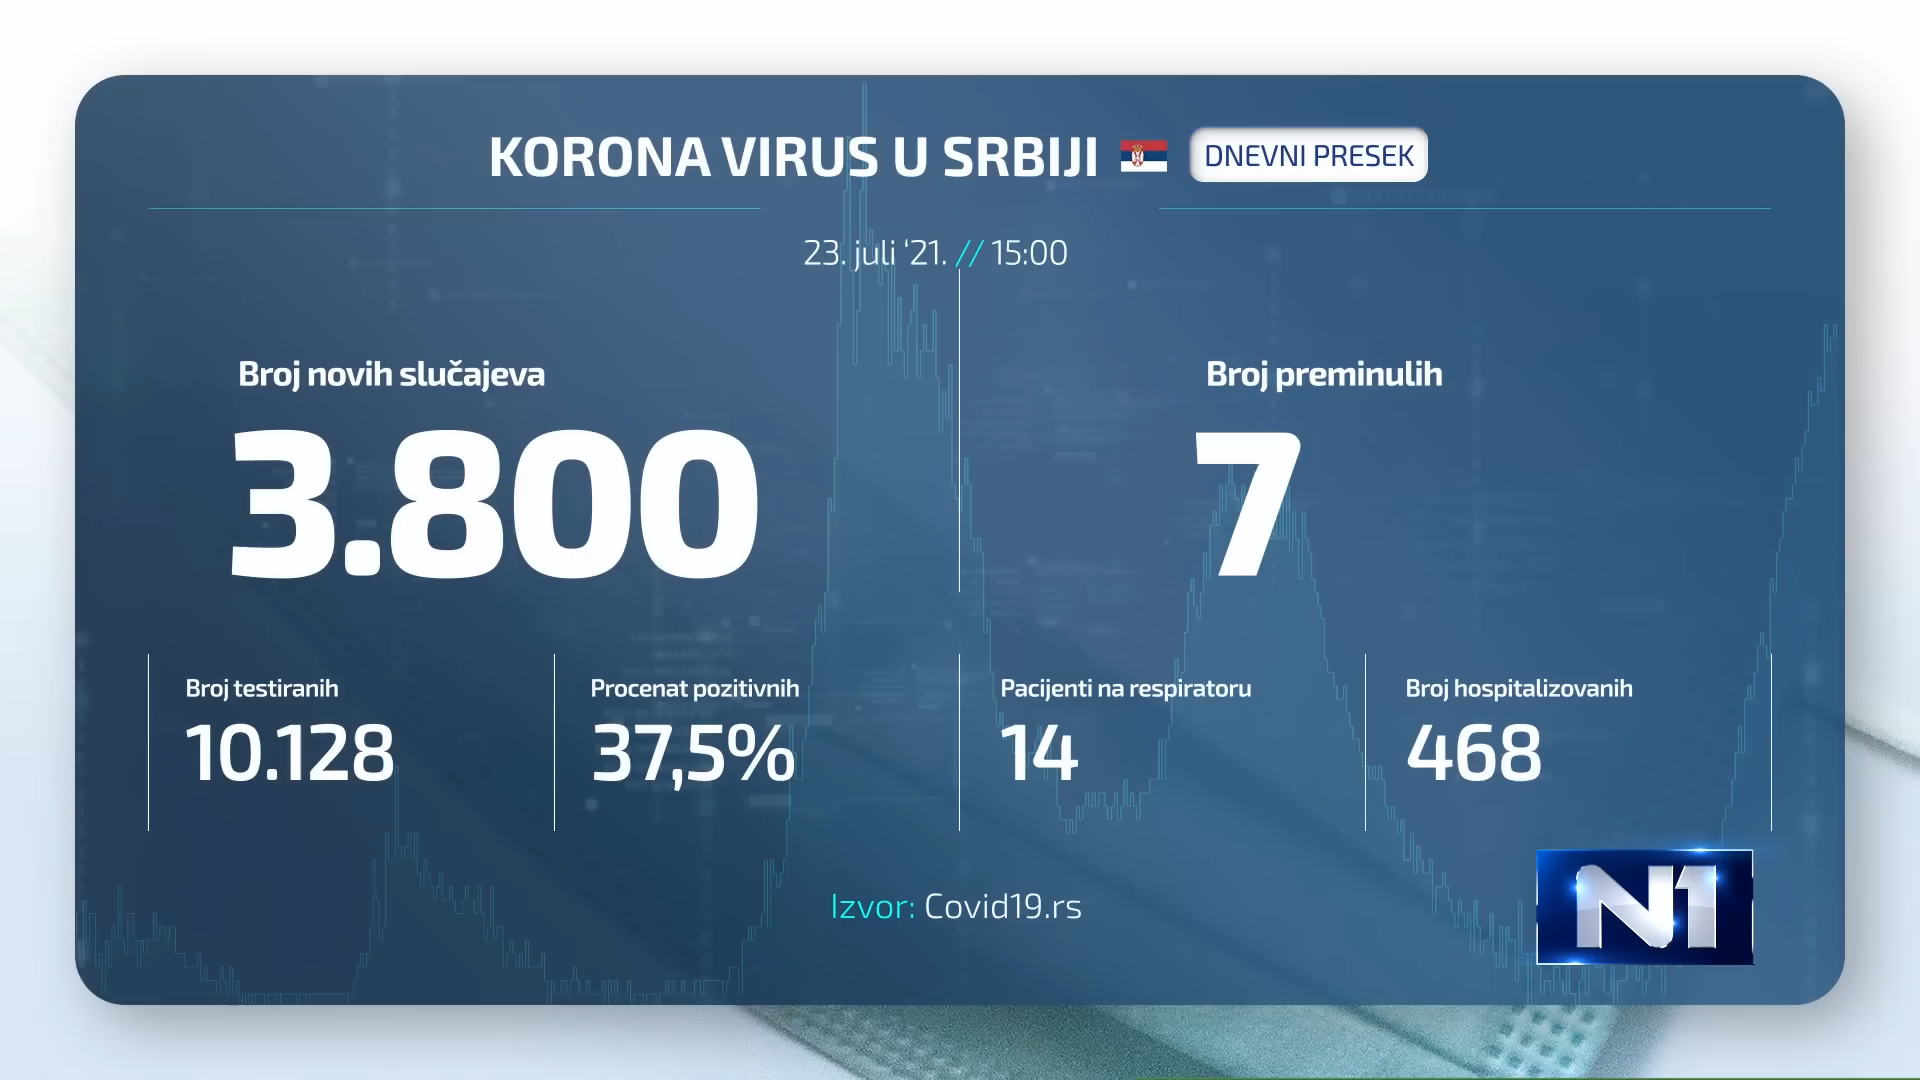 KORONA VIRUS U SRBIJI DNEVNI PRESEK
23. juli ‘21. // 15:00
Broj novih slučajeva
3.800
Broj preminulih
7
Broj testiranih
10.128
Procenat pozitivnih
37,5%
Pacijenti na respiratoru
14
Broj hospitalizovanih
468
Izvor: Covid19.rs
N1